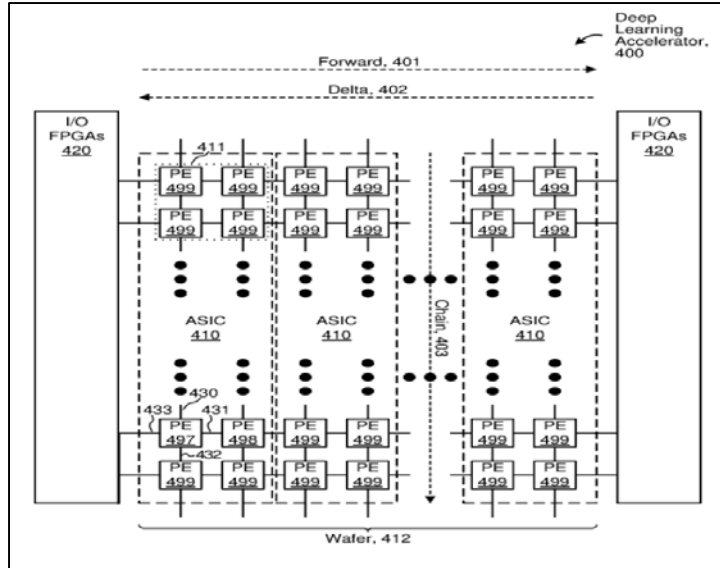 Deep
Learning
Accelerator, 400
Forward, 401
Delta, 402
I/O
FPGAs
420
411
I/O
FPGAs
420
PE PE PE PE PE PE
499 499 499 499 499 499
PE PE PE PE PE PE
499 499 499 499 499 499
ASIC
410
ASIC
410
Chain, 403
ASIC
410
430
433 431
PE PE PE PE PE PE
497 498 499 499 499 499
432
PE PE PE PE PE PE
499 499 499 499 499 499
Wafer, 412